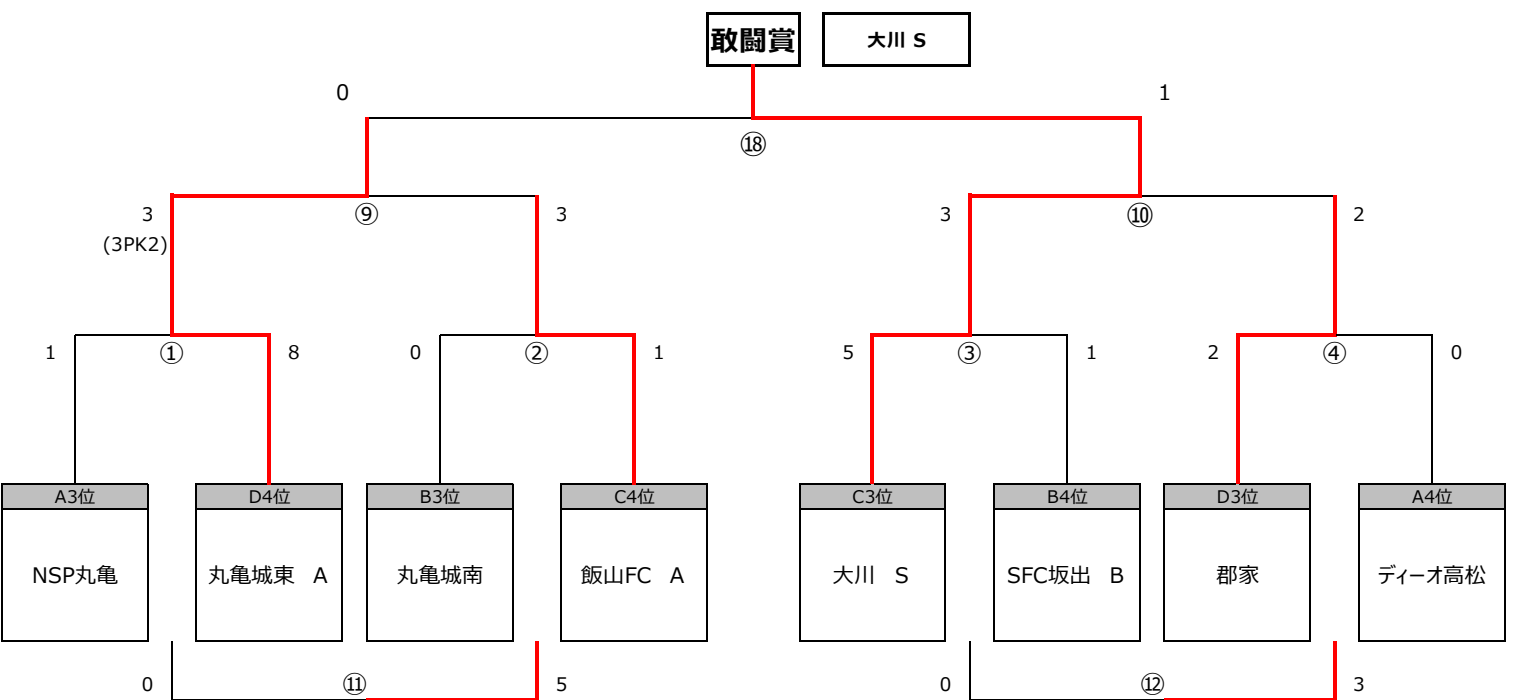 敢闘賞 大川 S
0 1
⑱
3 ⑨ 3 3 ⑩ 2
(3PK2)
1 ① 8 0 ② 1 5 ③ 1 2 ④ 0
A3位 D4位 B3位 C4位 C3位 B4位 D3位 A4位
NSP丸亀 丸亀城東 A 丸亀城南 飯山FC A 大川 S SFC坂出 B 郡家 ディーオ高松
0 ⑪ 5 0 ⑫ 3